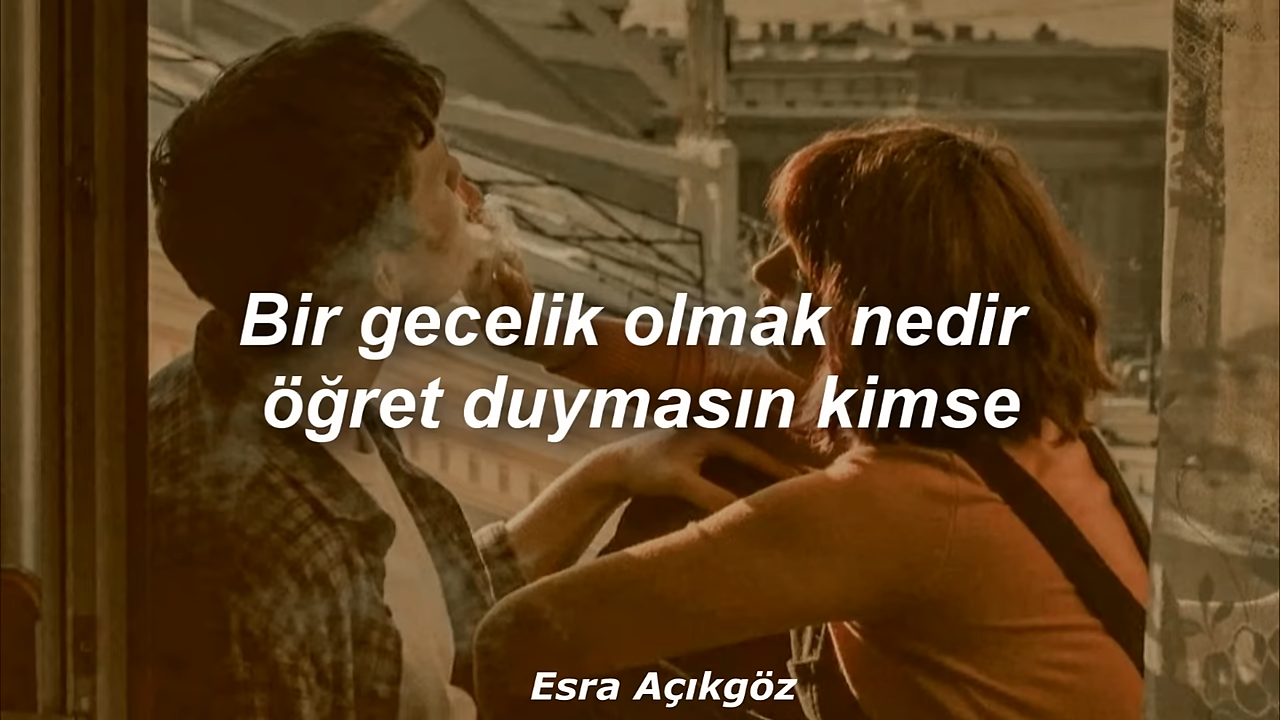 Bir gecelik olmak nedir
öğret duymasın kimse
Esra Açıkgöz